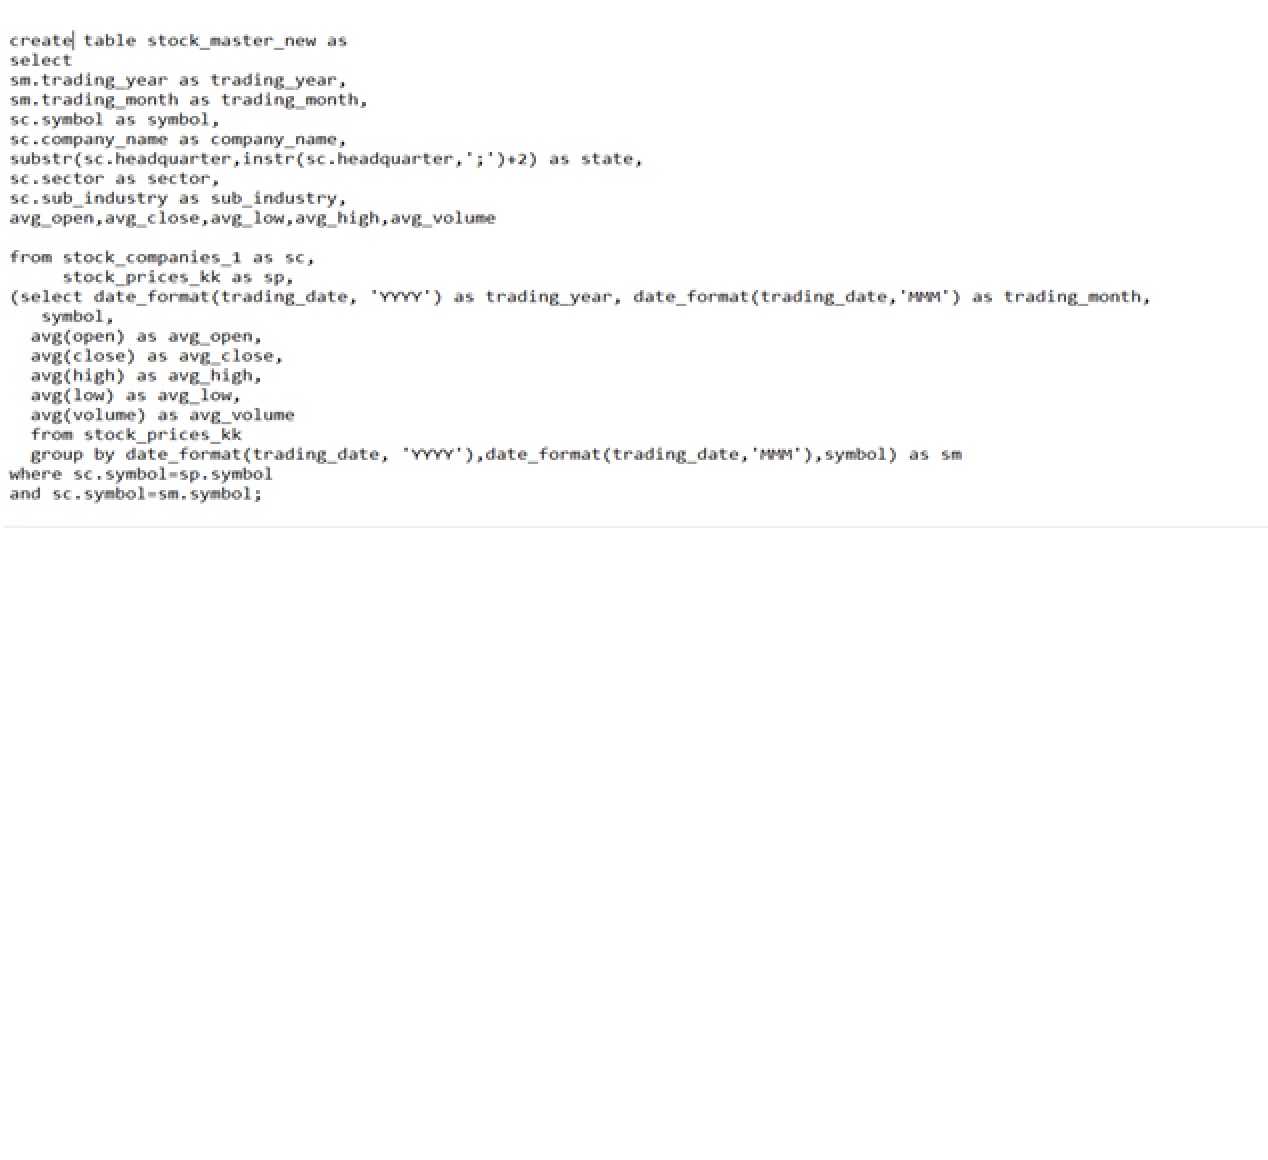 create table stock_master_new as
select
sm.trading_year as trading_year,
sm.trading_month as trading_month,
sc.symbol as symbol,
sc.company_name as company_name,
substr(sc.headquarter,instr(sc.headquarter,';')+2) as state,
sc.sector as sector,
sc.sub_industry as sub_industry,
avg_open,avg_close,avg_low,avg_high,avg_volume
from stock_companies_1 as sc,
stock_prices_kk as sp,
(select date_format(trading_date, 'YYYY') as trading_year, date_format(trading_date,'MMM') as trading_month,
symbol,
avg(open) as avg_open,
avg(close) as avg_close,
avg(high) as avg_high,
avg(low) as avg_low,
avg(volume) as avg_volume
from stock_prices_kk
group by date_format(trading_date, 'YYYY'),date_format(trading_date,'MMM'),symbol) as sm
where sc.symbol=sp.symbol
and sc.symbol=sm.symbol;